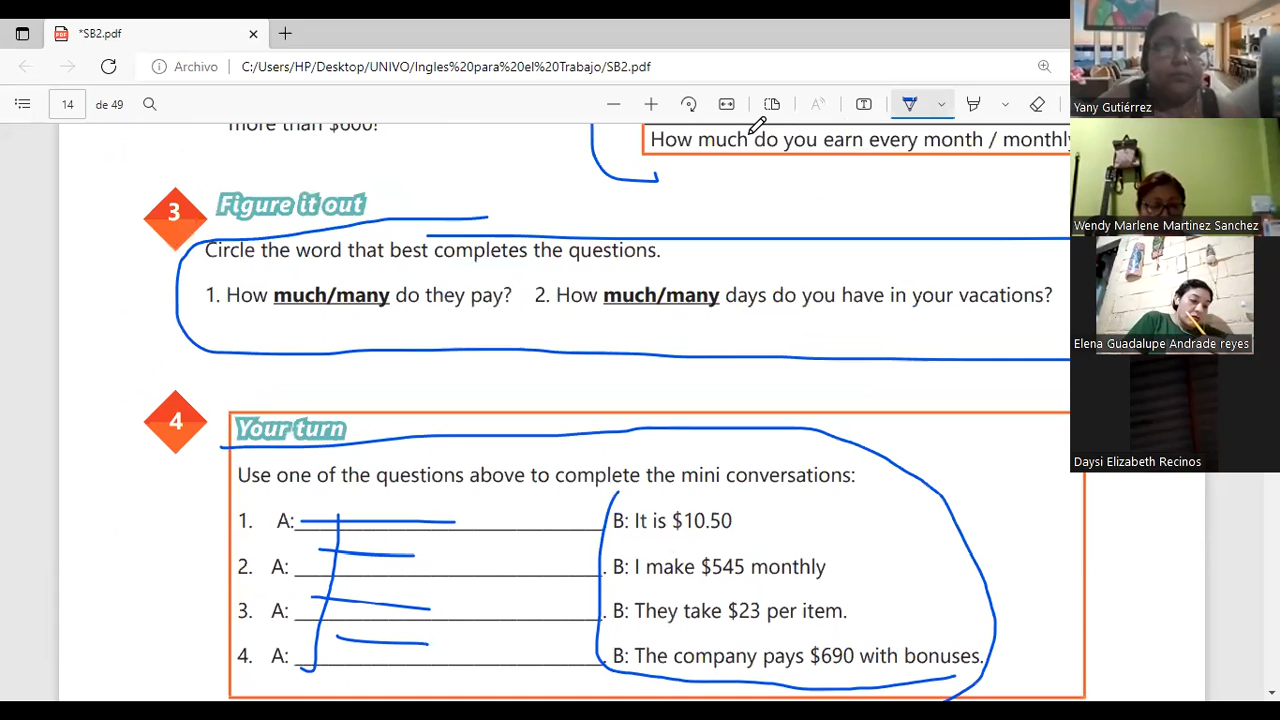 *SB2.pdf
Archivo C:/Users/HP/Desktop/UNIVO/Ingles%20para%20el%20Trabajo/SB2.pdf
14 de 49
more than $600!
How much do you earn every month / monthly
3 Figure it out
Circle the word that best completes the questions.
1. How much/many do they pay? 2. How much/many days do you have in your vacations?
4 Your turn
Use one of the questions above to complete the mini conversations:
1. A:______________________________. B: It is $10.50
2. A: ______________________________. B: I make $545 monthly
3. A: ______________________________. B: They take $23 per item.
4. A: ______________________________. B: The company pays $690 with bonuses.
Yany Gutiérrez
Wendy Marlene Martinez Sanchez
Elena Guadalupe Andrade reyes
Daysi Elizabeth Recinos